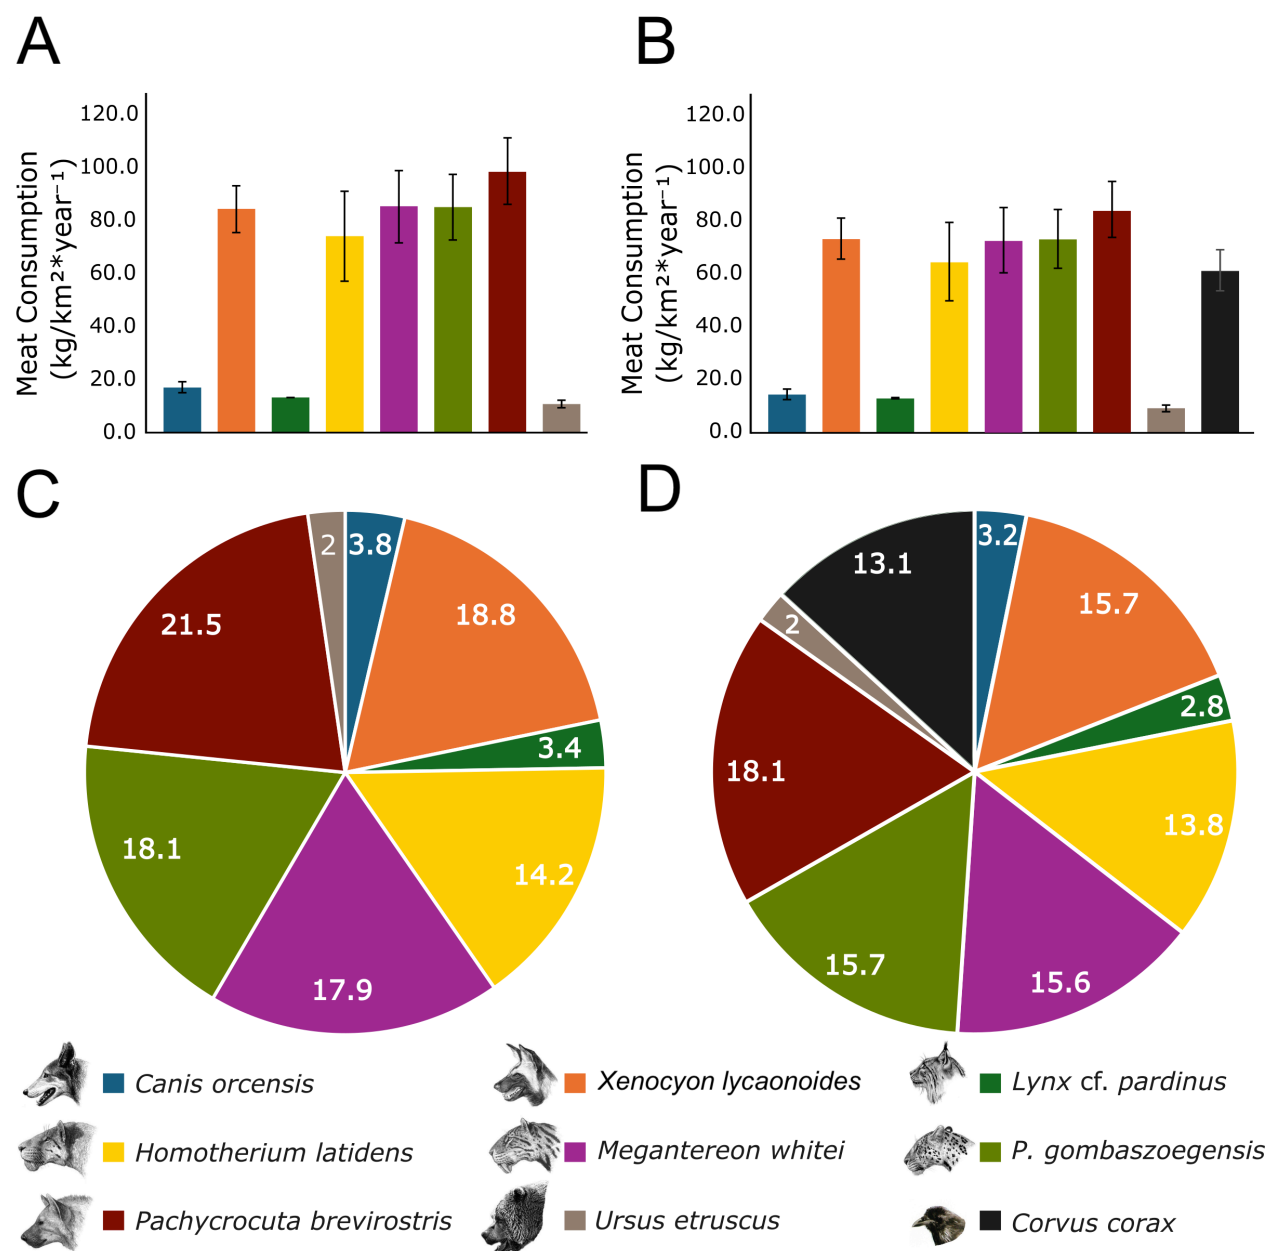 A
B
Meat Consumption
(kg/km²*year⁻¹)
120.0
100.0
80.0
60.0
40.0
20.0
0.0
Meat Consumption
(kg/km²*year⁻¹)
120.0
100.0
80.0
60.0
40.0
20.0
0.0
C
D
2
3.8
18.8
3.4
14.2
17.9
18.1
21.5
3.2
15.7
2.8
13.8
15.6
15.7
18.1
2
13.1
Canis orcensis
Xenocyon lycaonoides
Lynx cf. pardinus
Homotherium latidens
Megantereon whitei
P. gombaszoegensis
Pachycrocuta brevirostris
Ursus etruscus
Corvus corax